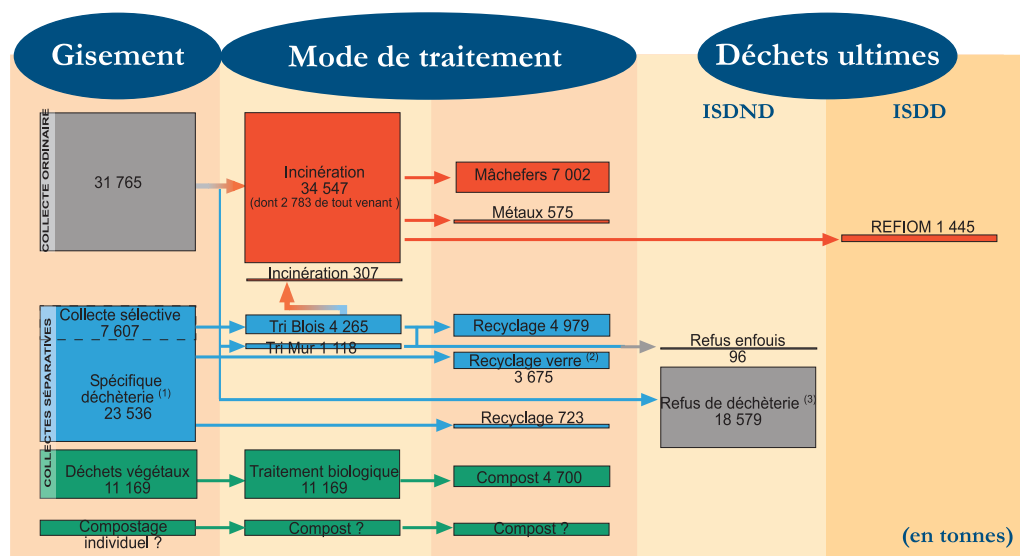 Gisement
Mode de traitement
Déchets ultimes
ISDND
ISDD
COLLECTE ORDINAIRE
31 765
Incinération
34 547
(dont 2 783 de tout venant )
Mâchefers 7 002
Métaux 575
REFIOM 1 445
Incinération 307
COLLECTES SÉPARATIVES
Collecte sélective
7 607
Tri Blois 4 265
Recyclage 4 979
Tri Mur 1 118
Refus enfouis
96
Spécifique
déchèterie (1)
23 536
Recyclage verre (2)
3 675
Refus de déchèterie (3)
18 579
Recyclage 723
Déchets végétaux
11 169
Traitement biologique
11 169
Compost 4 700
Compostage
individuel ?
Compost ?
Compost ?
(en tonnes)